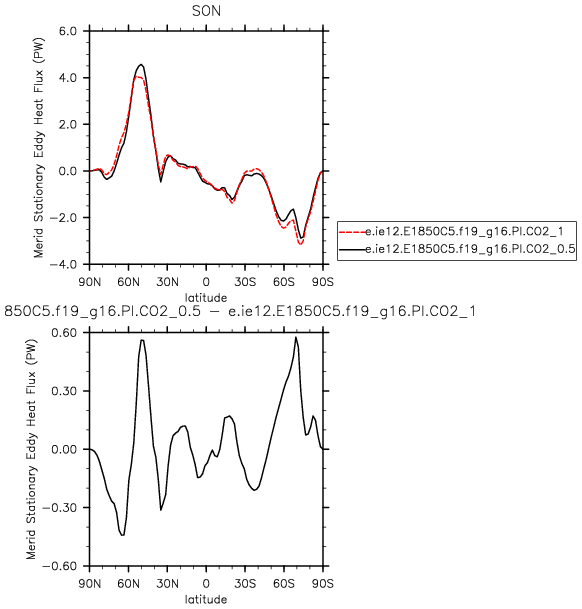 SON
Merid Stationary Eddy Heat Flux (PW)
6.0
4.0
2.0
0.0
−2.0
−4.0
90N 60N 30N 0 30S 60S 90S
latitude
e.ie12.E1850C5.f19_g16.PI.CO2_1
e.ie12.E1850C5.f19_g16.PI.CO2_0.5
850C5.f19_g16.PI.CO2_0.5 − e.ie12.E1850C5.f19_g16.PI.CO2_1
Merid Stationary Eddy Heat Flux (PW)
0.60
0.30
0.00
−0.30
−0.60
90N 60N 30N 0 30S 60S 90S
latitude